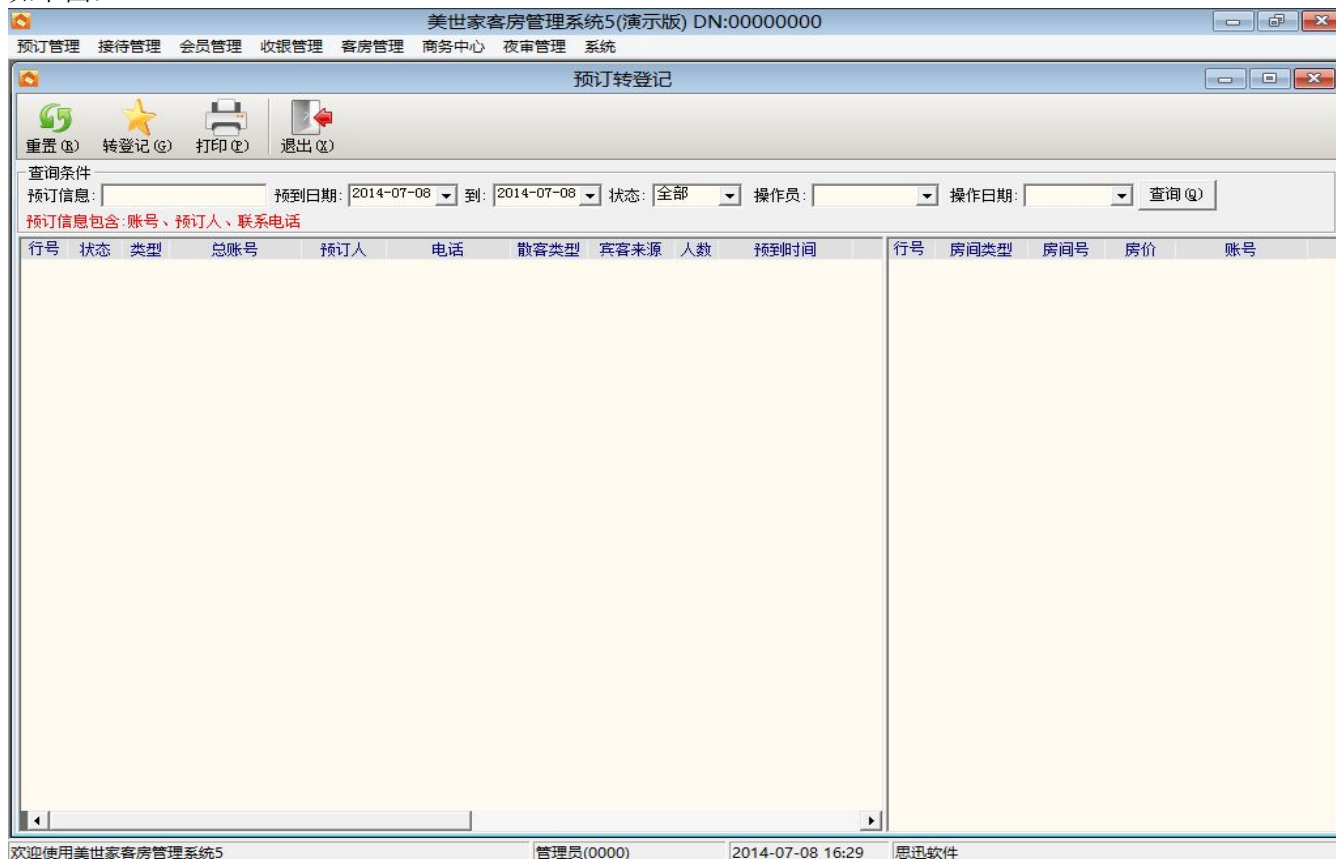 美世家客房管理系统5(演示版) DN:00000000
预订管理 接待管理 会员管理 收银管理 客房管理 商务中心 夜审管理 系统
预订转登记
重置(R) 转登记(G) 打印(P) 退出(X)
查询条件
预订信息: 预到日期: 2014-07-08 到: 2014-07-08 状态: 全部 操作员: 操作日期: 查询(Q)
预订信息包含:账号、预订人、联系电话
行号 状态 类型 总账号 预订人 电话 散客类型 宾客来源 人数 预到时间 行号 房间类型 房间号 房价 账号
欢迎使用美世家客房管理系统5 管理员(0000) 2014-07-08 16:29 思迅软件